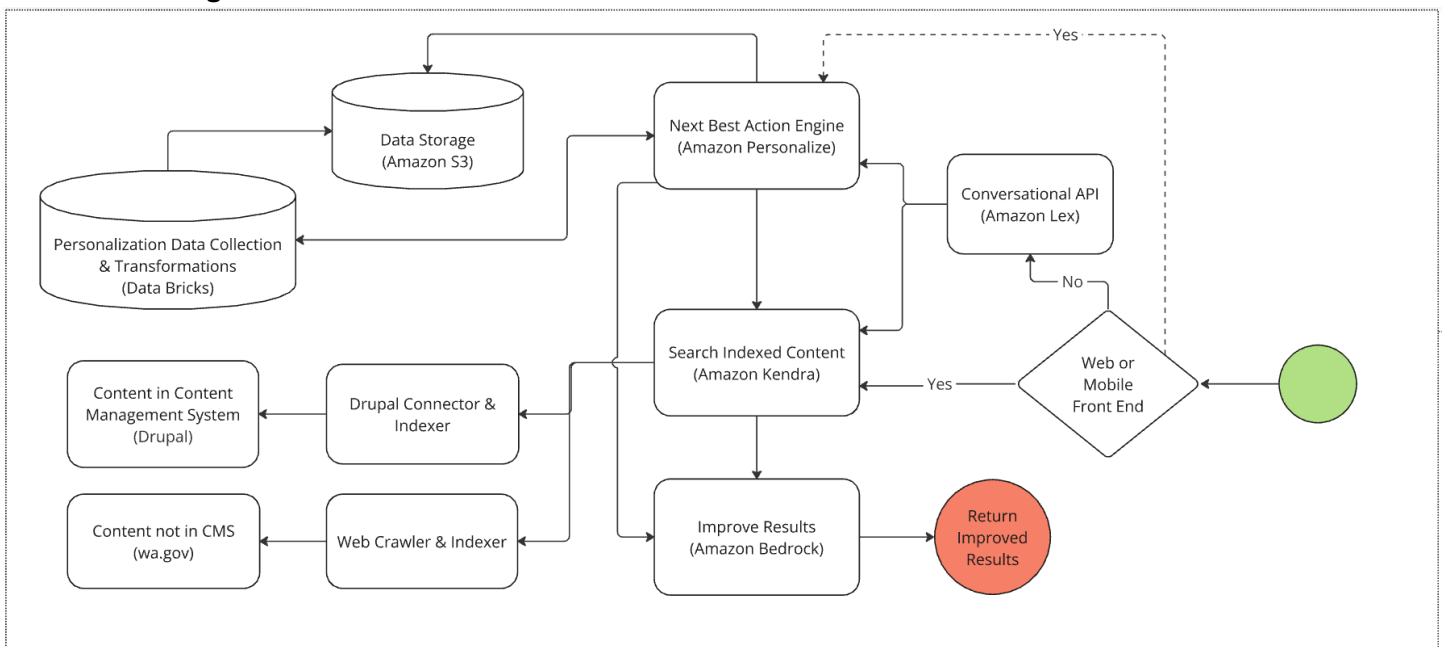 Yes
Data Storage
(Amazon S3)
Next Best Action Engine
(Amazon Personalize)
Conversational API
(Amazon Lex)
Personalization Data Collection
& Transformations
(Data Bricks)
No
Search Indexed Content
(Amazon Kendra)
Yes
Web or
Mobile
Front End
Content in Content
Management System
(Drupal)
Drupal Connector &
Indexer
Content not in CMS
(wa.gov)
Web Crawler & Indexer
Improve Results
(Amazon Bedrock)
Return
Improved
Results